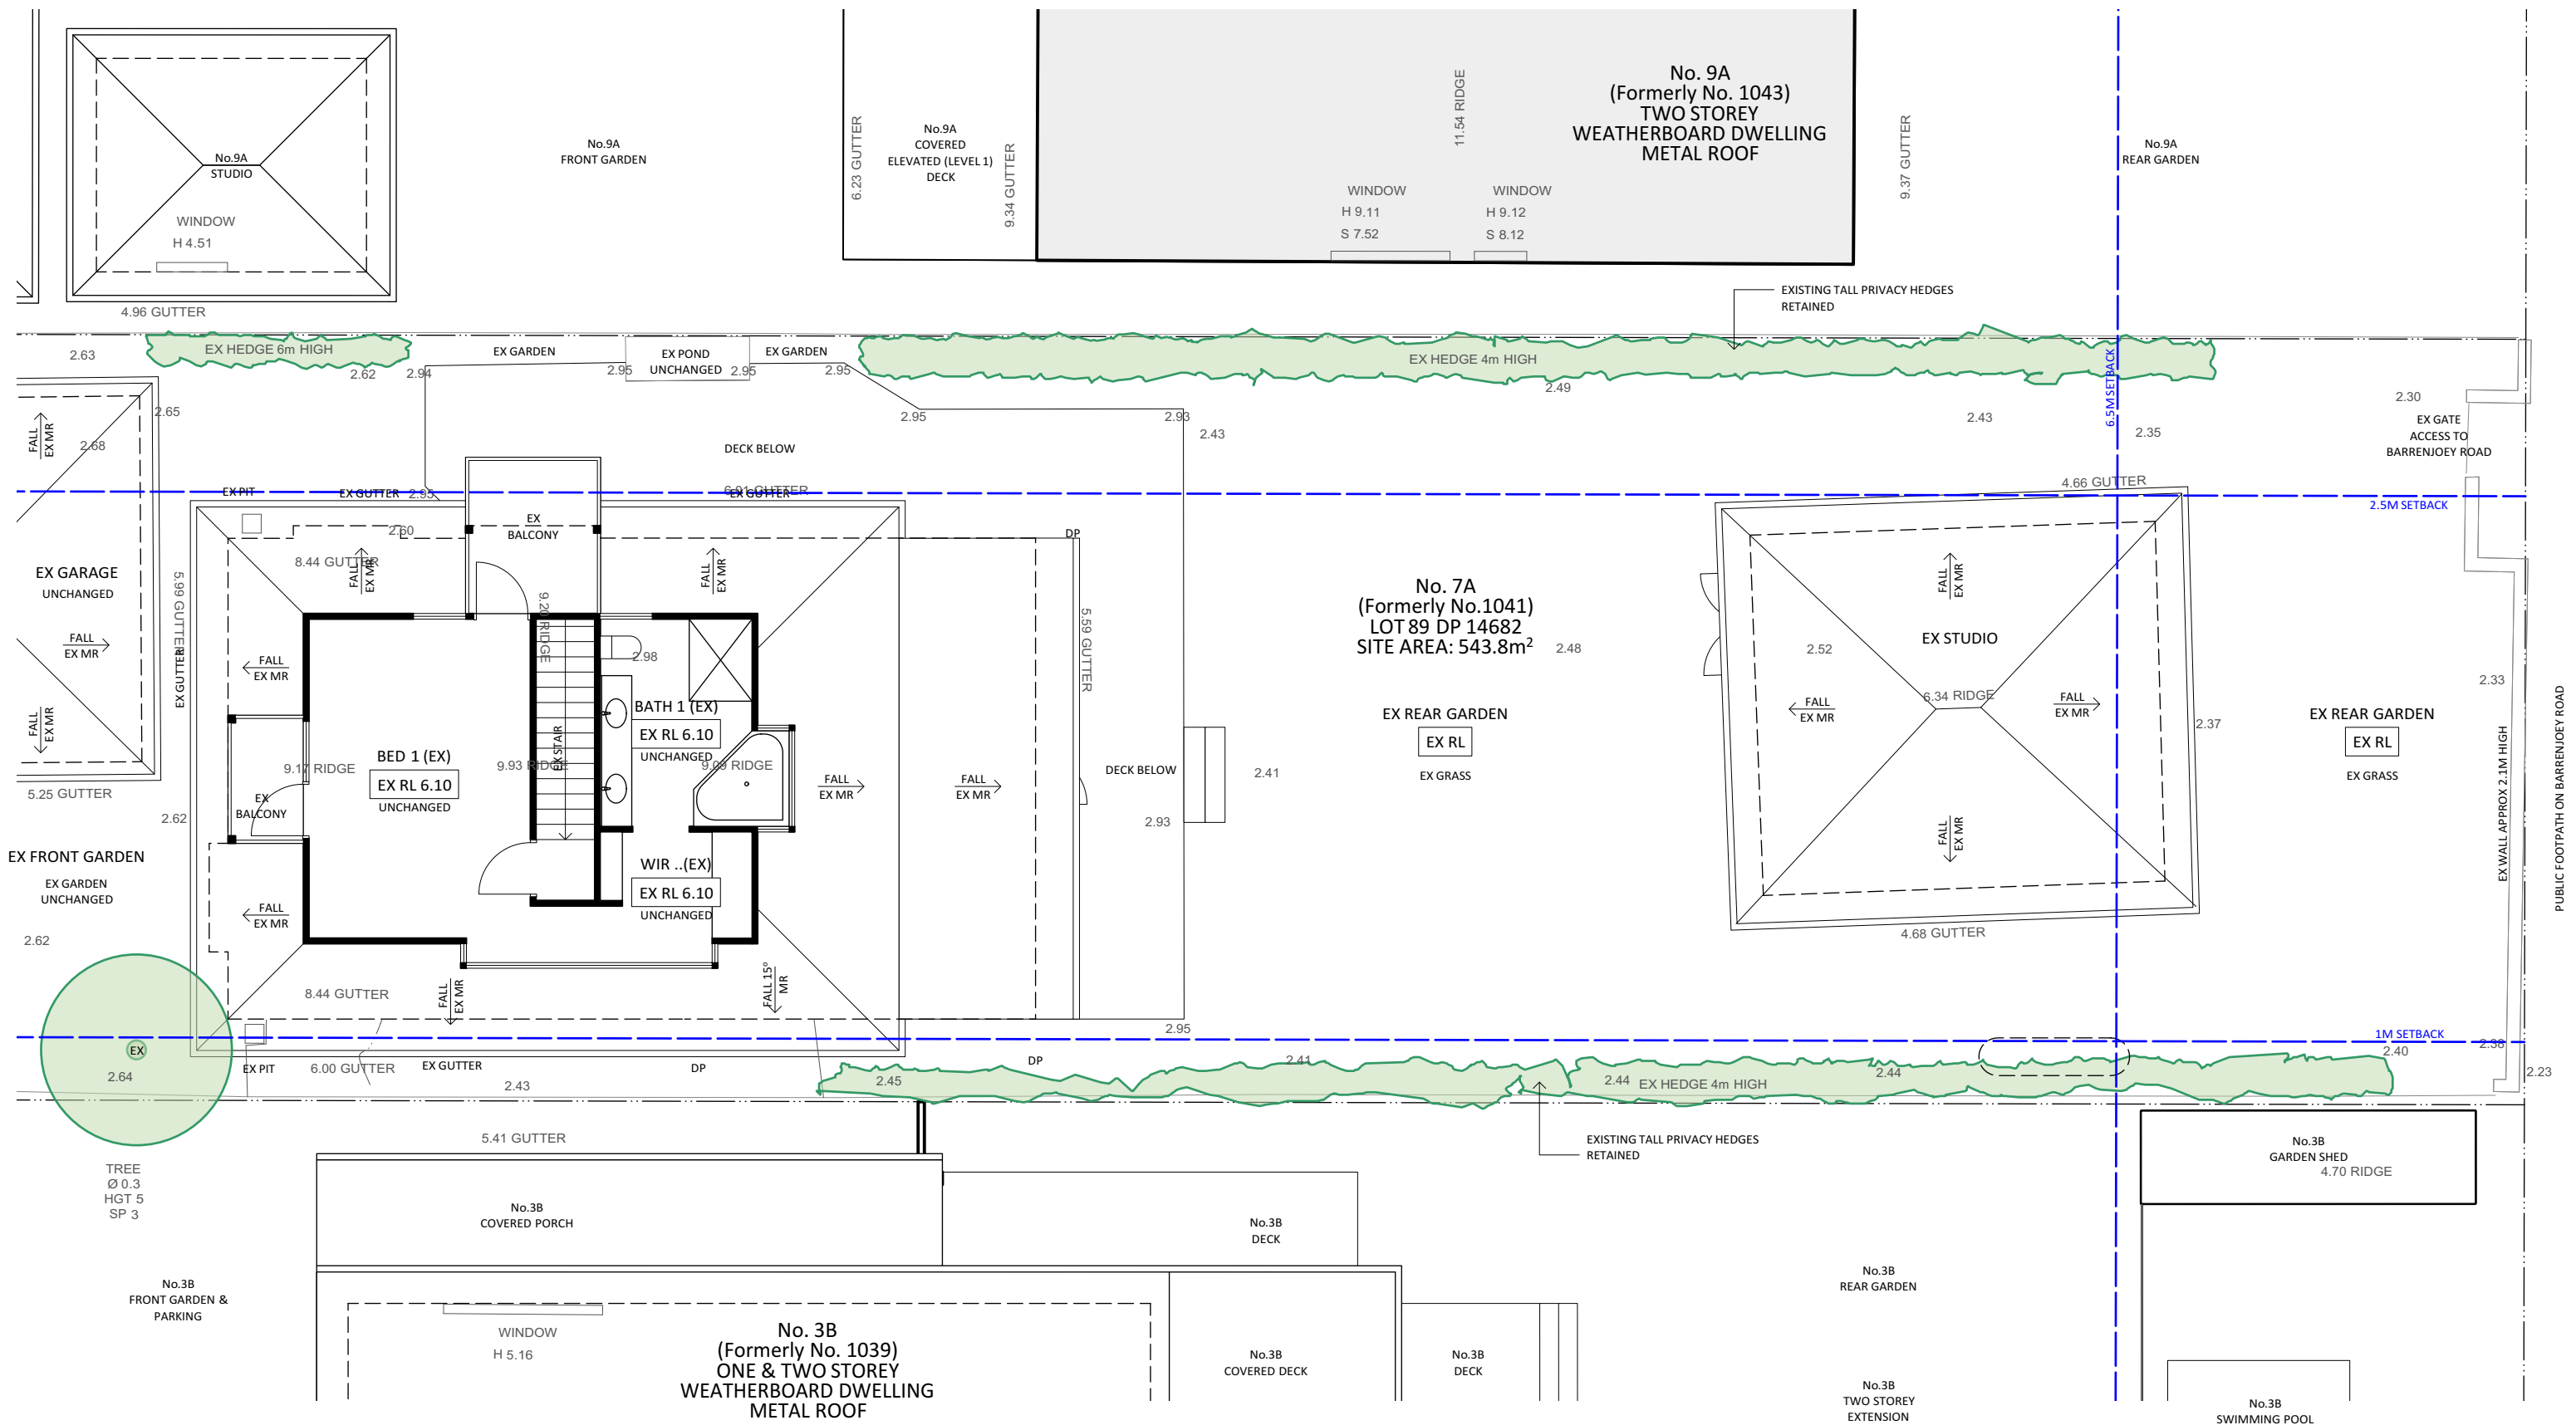 No.9A
STUDIO
WINDOW
H 4.51
4.96 GUTTER
No.9A
FRONT GARDEN
6.23 GUTTER
No.9A
COVERED
ELEVATED (LEVEL 1)
DECK
9.34 GUTTER
11.54 RIDGE
No. 9A
(Formerly No. 1043)
TWO STOREY
WEATHERBOARD DWELLING
METAL ROOF
WINDOW
H 9.11
S 7.52
WINDOW
H 9.12
S 8.12
9.37 GUTTER
No.9A
REAR GARDEN
EXISTING TALL PRIVACY HEDGES
RETAINED
2.63
EX HEDGE 6m HIGH
2.62
2.94
EX GARDEN
EX POND
UNCHANGED
EX GARDEN
2.95
2.95
2.95
EX HEDGE 4m HIGH
2.49
6.5M SETBACK
2.65
2.68
FALL
EX MR
2.95
2.93
2.43
2.43
2.35
2.30
EX GATE
ACCESS TO
BARRENJOEY ROAD
DECK BELOW
EX PIT
EX GUTTER
2.95
6.01 GUTTER
EX GUTTER
4.66 GUTTER
2.5M SETBACK
2.60
EX
BALCONY
DP
8.44 GUTTER
FALL
EX MR
FALL
EX MR
EX GARAGE
UNCHANGED
5.99 GUTTER
EX GUTTER
FALL
EX MR
FALL
EX MR
FALL
EX MR
9.20 RIDGE
2.98
5.59 GUTTER
No. 7A
(Formerly No.1041)
LOT 89 DP 14682
SITE AREA: 543.8m²
2.48
FALL
EX MR
2.52
EX STUDIO
6.34 RIDGE
FALL
EX MR
FALL
EX MR
FALL
EX MR
2.37
2.33
PUBLIC FOOTPATH ON BARRENJOEY ROAD
EX WALL APPROX 2.1M HIGH
BATH 1 (EX)
EX RL 6.10
UNCHANGED
EX STAIR
BED 1 (EX)
EX RL 6.10
UNCHANGED
9.17 RIDGE
9.93 RIDGE
9.09 RIDGE
EX
BALCONY
FALL
EX MR
FALL
EX MR
DECK BELOW
2.41
2.93
EX REAR GARDEN
EX RL
EX GRASS
EX REAR GARDEN
EX RL
EX GRASS
5.25 GUTTER
2.62
EX FRONT GARDEN
EX GARDEN
UNCHANGED
2.62
FALL
EX MR
WIR ..(EX)
EX RL 6.10
UNCHANGED
4.68 GUTTER
8.44 GUTTER
FALL
EX MR
FALL 15°
MR
2.95
1M SETBACK
EX
2.64
EX PIT
6.00 GUTTER
EX GUTTER
2.43
DP
2.45
DP
2.41
2.44
EX HEDGE 4m HIGH
2.44
2.40
2.38
2.23
TREE
Ø 0.3
HGT 5
SP 3
5.41 GUTTER
EXISTING TALL PRIVACY HEDGES
RETAINED
No.3B
GARDEN SHED
4.70 RIDGE
No.3B
COVERED PORCH
No.3B
DECK
No.3B
FRONT GARDEN &
PARKING
No.3B
REAR GARDEN
WINDOW
H 5.16
No. 3B
(Formerly No. 1039)
ONE & TWO STOREY
WEATHERBOARD DWELLING
METAL ROOF
No.3B
COVERED DECK
No.3B
DECK
No.3B
TWO STOREY
EXTENSION
No.3B
SWIMMING POOL